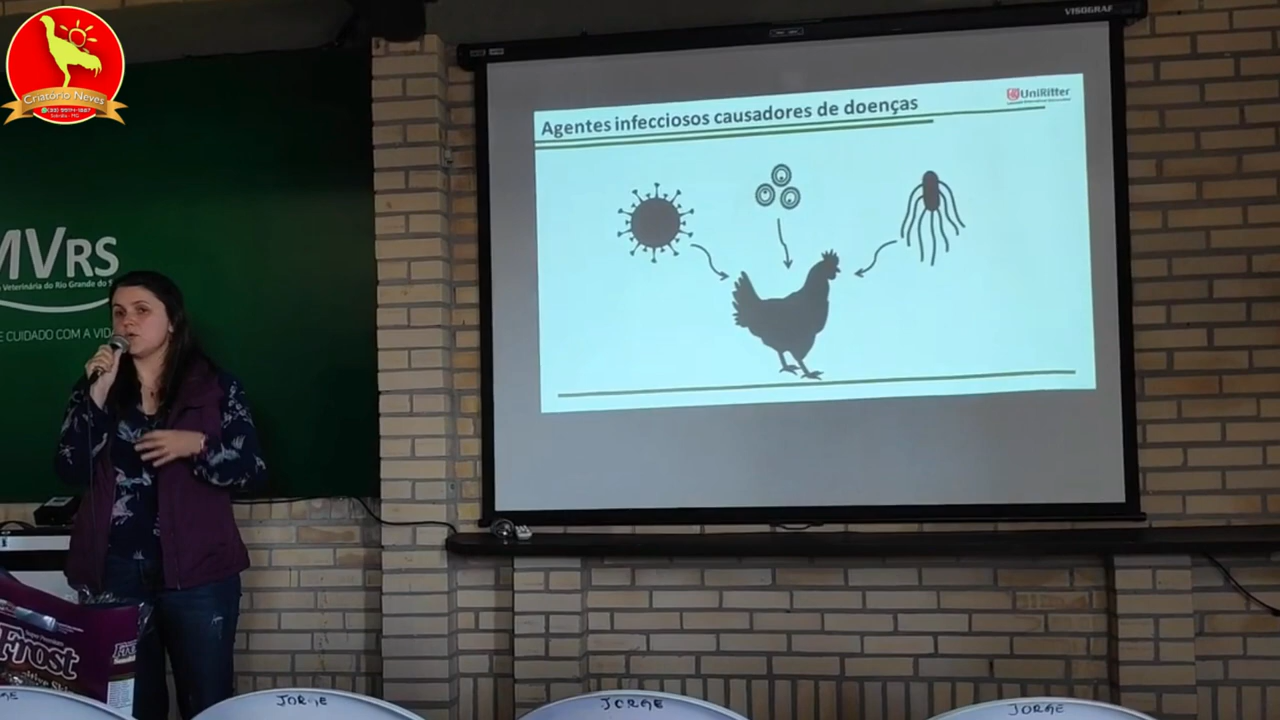 Criatório Neves
VISOGRAF
UniRitter
Agentes infecciosos causadores de doenças
MVRS
Veterinária do Rio Grande do S
E CUIDADO COM A VID
Frost
JORGE
JORGE
JORGE